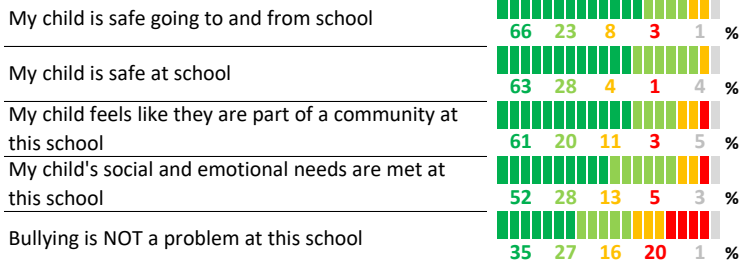 My child is safe going to and from school
66 23 8 3 1 %
My child is safe at school
63 28 4 1 4 %
My child feels like they are part of a community at
this school
61 20 11 3 5 %
My child's social and emotional needs are met at
this school
52 28 13 5 3 %
Bullying is NOT a problem at this school
35 27 16 20 1 %